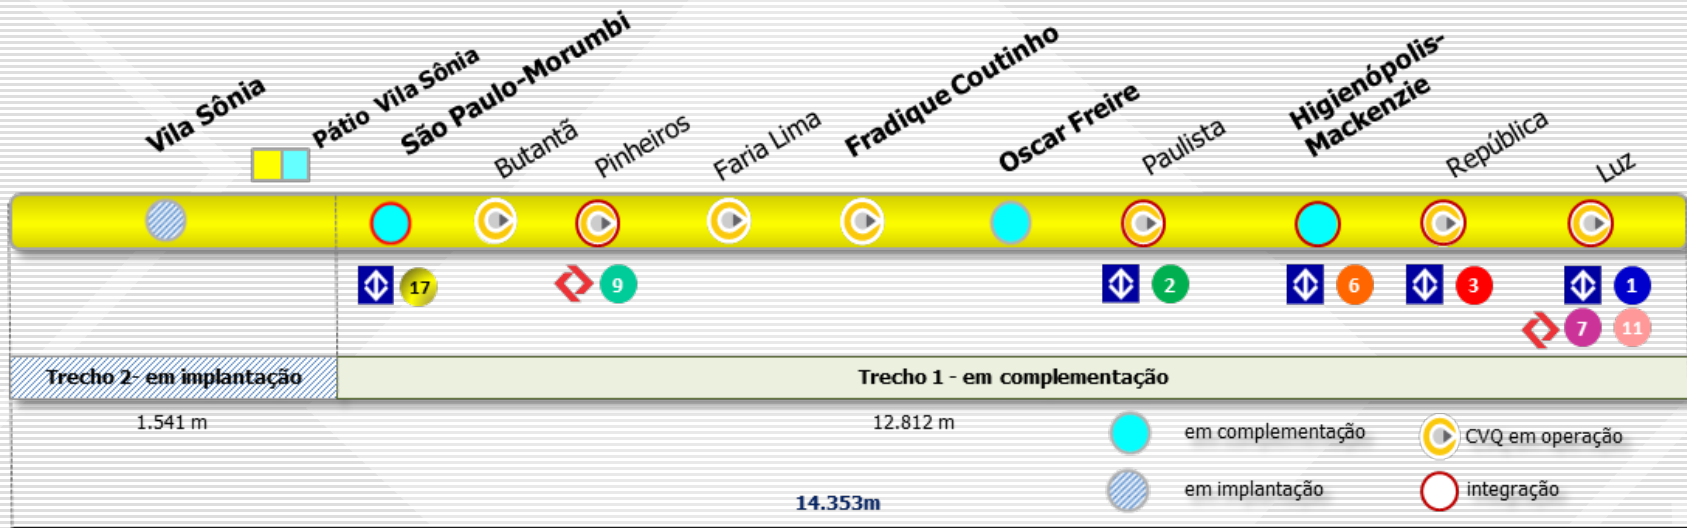 Vila Sônia
Pátio Vila Sônia
São Paulo-Morumbi
Butantã
Pinheiros
Faria Lima
Fradique Coutinho
Oscar Freire
Paulista
Higienópolis-
Mackenzie
República
Luz
17
9
2
6
3
1
7
11
Trecho 2- em implantação
Trecho 1 - em complementação
1.541 m
12.812 m
em complementação
CVQ em operação
em implantação
integração
14.353m